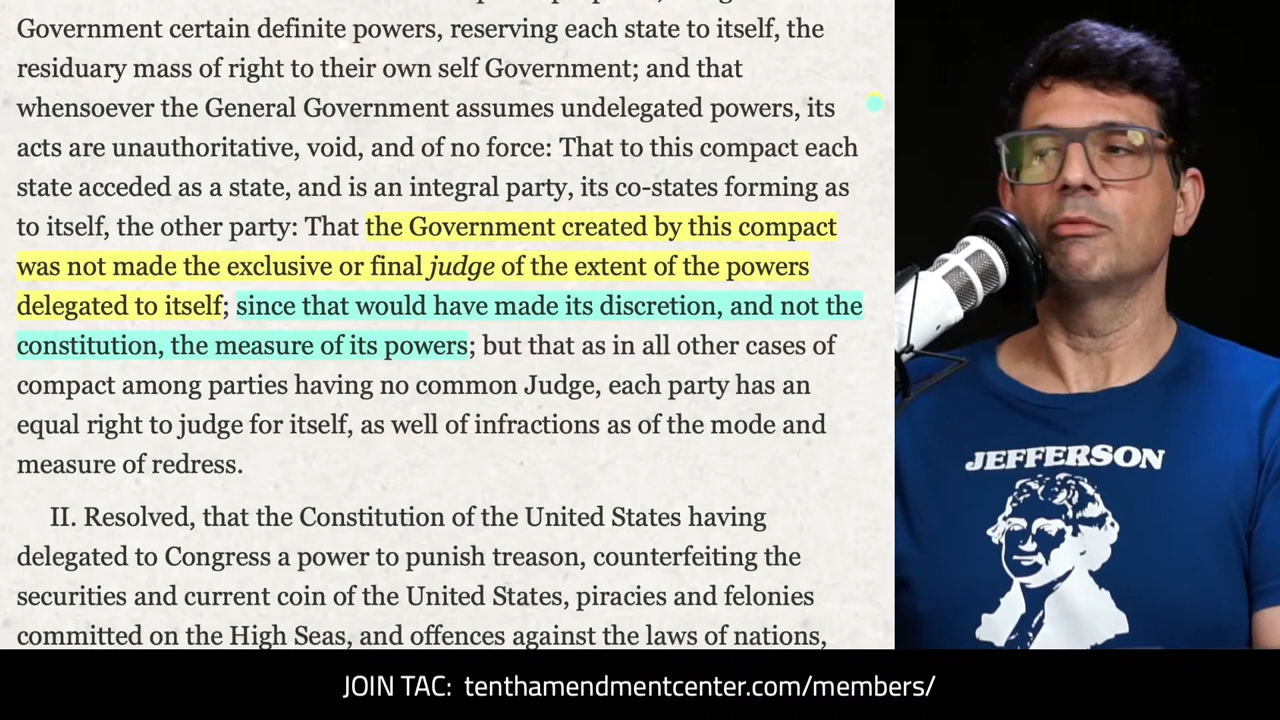 Government certain definite powers, reserving each state to itself, the
residuary mass of right to their own self Government; and that
whensoever the General Government assumes undelegated powers, its
acts are unauthoritative, void, and of no force: That to this compact each
state acceded as a state, and is an integral party, its co-states forming as
to itself, the other party: That the Government created by this compact
was not made the exclusive or final judge of the extent of the powers
delegated to itself; since that would have made its discretion, and not the
constitution, the measure of its powers; but that as in all other cases of
compact among parties having no common Judge, each party has an
equal right to judge for itself, as well of infractions as of the mode and
measure of redress.
II. Resolved, that the Constitution of the United States having
delegated to Congress a power to punish treason, counterfeiting the
securities and current coin of the United States, piracies and felonies
committed on the High Seas, and offences against the laws of nations,
JEFFERSON
JOIN TAC: tenthamendmentcenter.com/members/